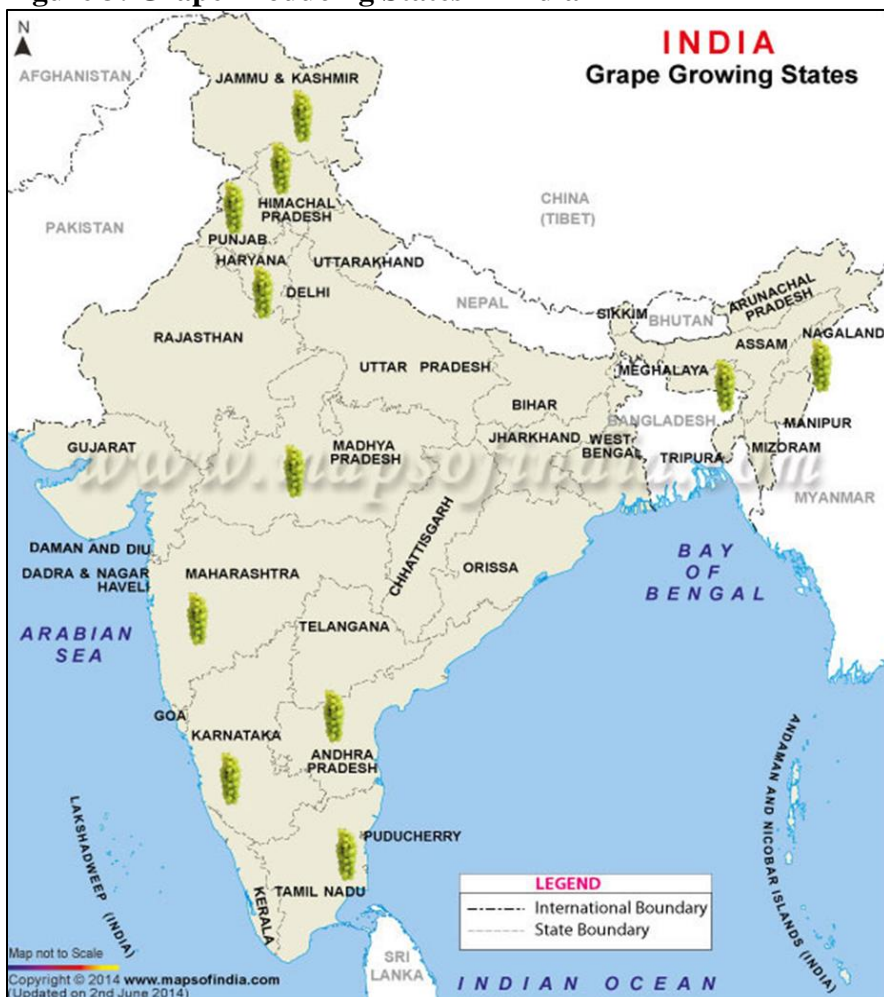 N
INDIA
Grape Growing States
AFGHANISTAN
JAMMU & KASHMIR
CHINA
(TIBET)
HIMACHAL
PRADESH
PAKISTAN
PUNJAB
HARYANA
UTTARAKHAND
DELHI
NEPAL
ARUNACHAL
PRADESH
SIKKIM
BHUTAN
NAGALAND
RAJASTHAN
ASSAM
UTTAR PRADESH
MEGHALAYA
BIHAR
BANGLADESH
MANIPUR
GUJARAT
MADHYA
PRADESH
JHARKHAND
WEST
BENGAL
TRIPURA
MIZORAM
www.mapsofindia.com
MYANMAR
CHHATTISGARH
DAMAN AND DIU
DADRA & NAGAR
HAVELI
MAHARASHTRA
ORISSA
BAY
OF
BENGAL
ARABIAN
SEA
TELANGANA
GOA
KARNATAKA
ANDHRA
PRADESH
ANDAMAN AND NICOBAR ISLANDS (INDIA)
LAKSHADWEEP (INDIA)
PUDUCHERRY
TAMIL NADU
KERALA
LEGEND
International Boundary
State Boundary
SRI
LANKA
INDIAN OCEAN
Map not to Scale
Copyright © 2014 www.mapsofindia.com
(Updated on 2nd June 2014)